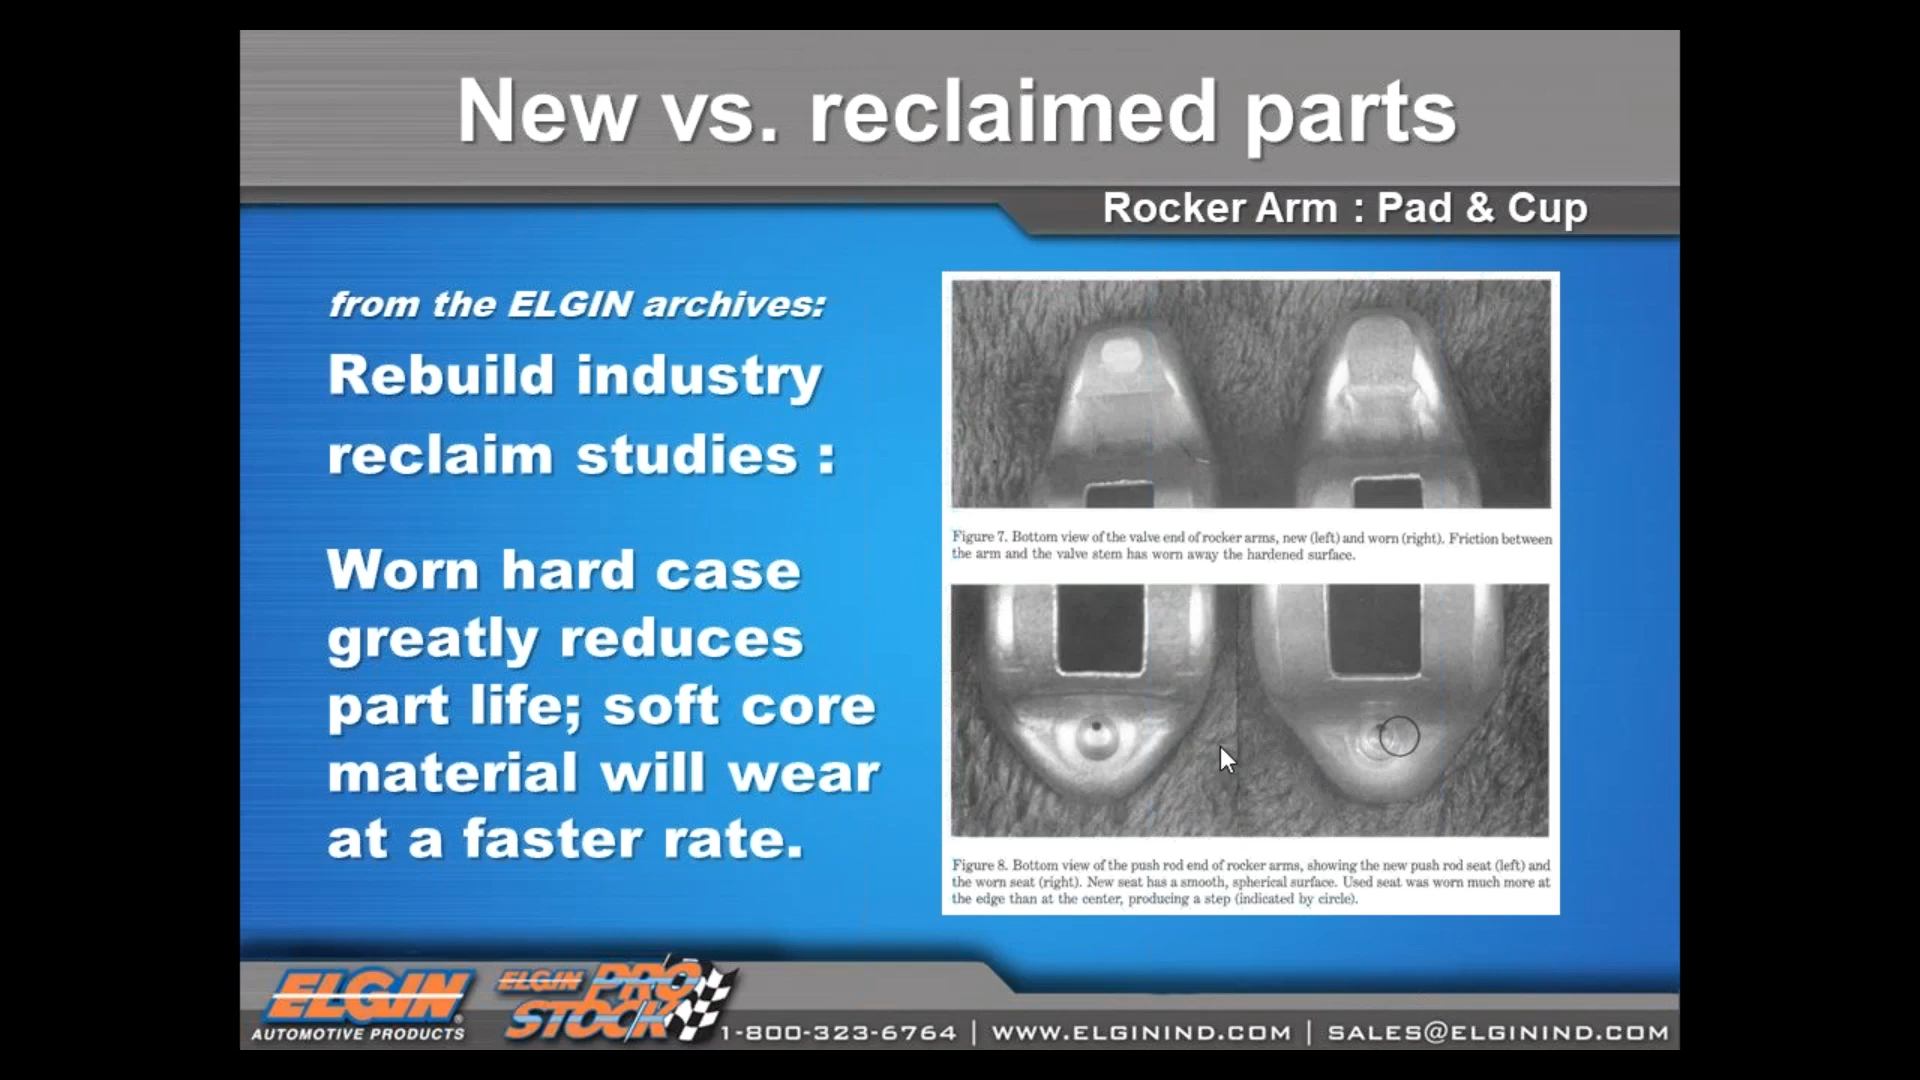 New vs. reclaimed parts
Rocker Arm : Pad & Cup
from the ELGIN archives:
Rebuild industry
reclaim studies :
Worn hard case
greatly reduces
part life; soft core
material will wear
at a faster rate.
Figure 7. Bottom view of the valve end of rocker arms, new (left) and worn (right). Friction between
the arm and the valve stem has worn away the hardened surface.
Figure 8. Bottom view of the push rod end of rocker arms, showing the new push rod seat (left) and
the worn seat (right). New seat has a smooth, spherical surface. Used seat was worn much more at
the edge than at the center, producing a step (indicated by circle).
ELGIN
®
AUTOMOTIVE PRODUCTS
ELGIN PRO
STOCK
1-800-323-6764 | WWW.ELGININD.COM | SALES@ELGININD.COM